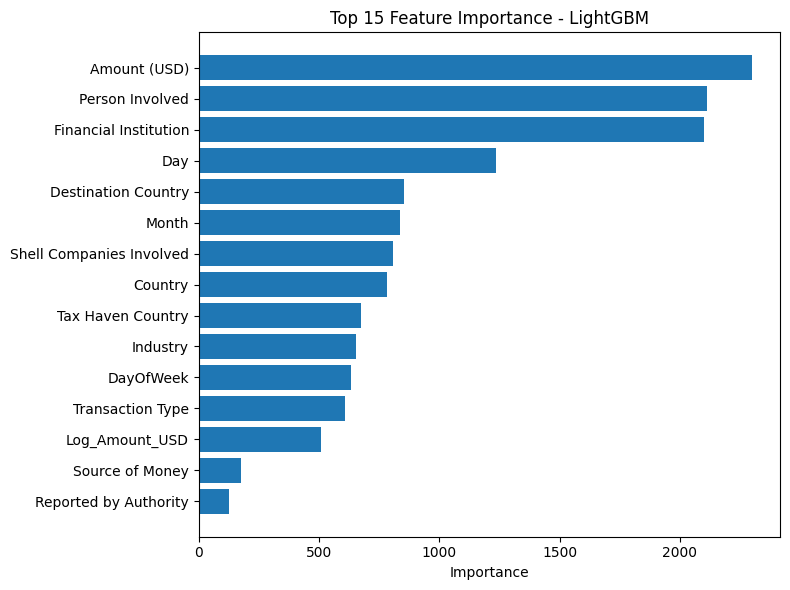 Top 15 Feature Importance - LightGBM
Amount (USD)
Person Involved
Financial Institution
Day
Destination Country
Month
Shell Companies Involved
Country
Tax Haven Country
Industry
DayOfWeek
Transaction Type
Log_Amount_USD
Source of Money
Reported by Authority
0 500 1000 1500 2000
Importance